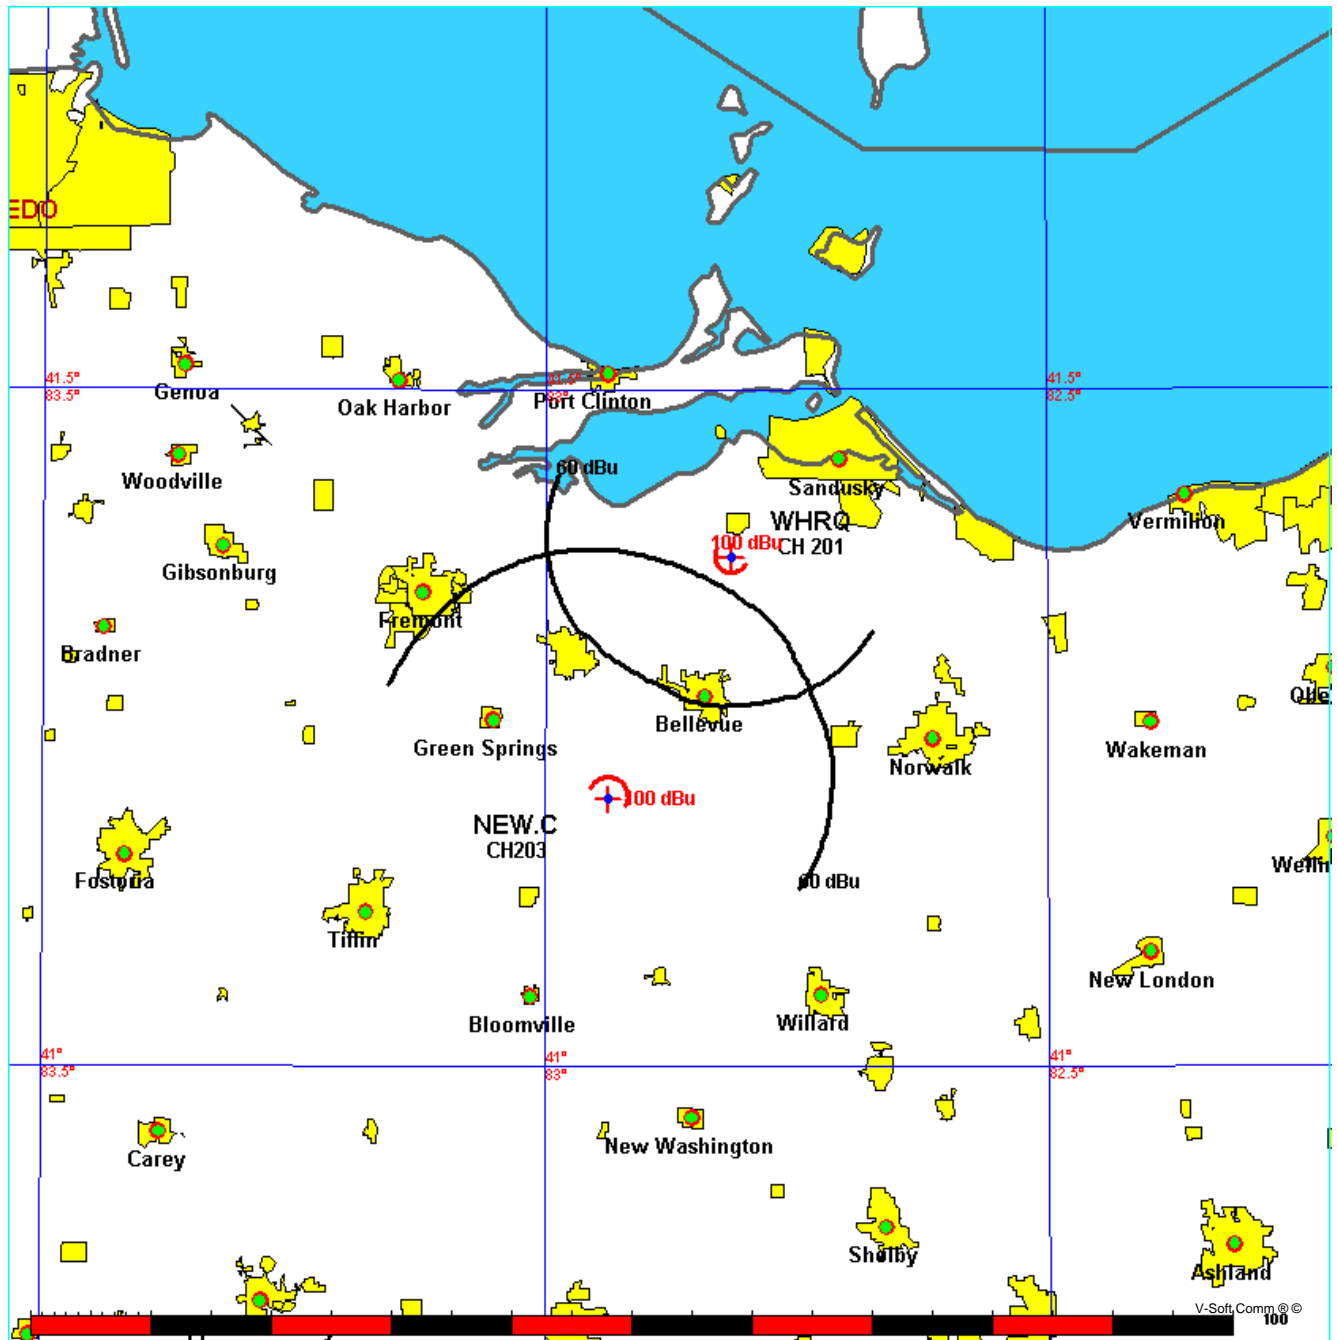 EDO
41.5°
83.5°
41.5°
83°
41.5°
82.5°
Genoa
Oak Harbor
Port Clinton
60 dBu
Woodville
Sandusky
Vermilion
WHRQ
CH 201
100 dBu
Gibsonburg
Fremont
Bradner
Bellevue
Green Springs
Norwalk
Wakeman
100 dBu
NEW.C
CH203
Fostoria
60 dBu
Tiffin
New London
Bloomville
Willard
41°
83.5°
41°
83°
41°
82.5°
Carey
New Washington
Shelby
Ashland
V-Soft Comm ® ©
100